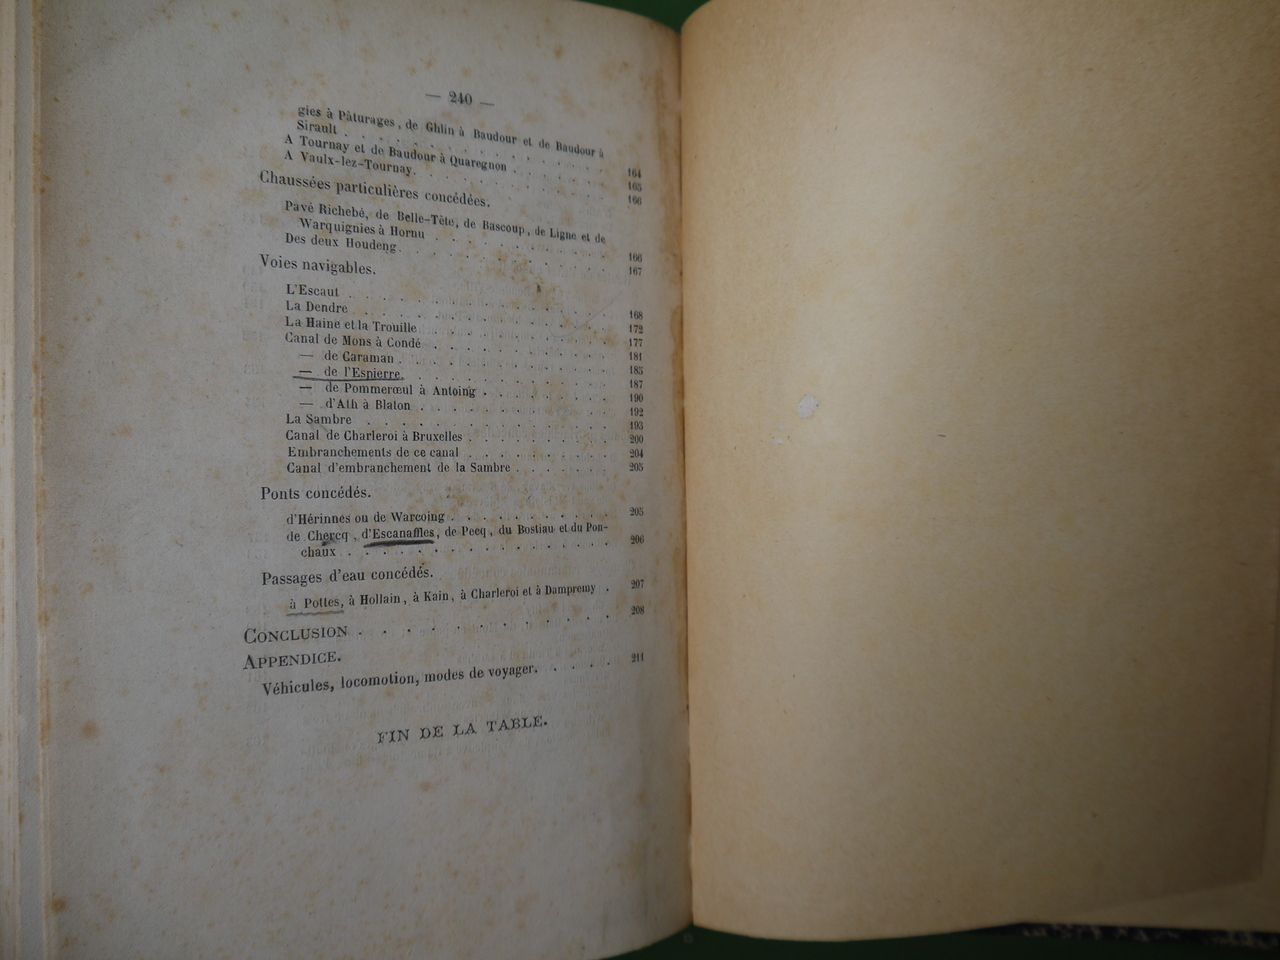 — 240 —
gies à Pâturages, de Ghlin à Baudour et de Baudour à
Sirault . . . . . . . . . . . . 164
A Tournay et de Baudour à Quaregnon . . . . . . 165
A Vaulx-lez-Tournay. . . . . . . . . . 166
Chaussées particulières concédées.
Pavé Richebé, de Belle-Tête, de Bascoup, de Ligne et de
Warquignies à Hornu . . . . . . . . . 166
Des deux Houdeng. . . . . . . . . . 167
Voies navigables.
L'Escaut . . . . . . . . . . . . 168
La Dendre . . . . . . . . . . . . 172
La Haine et la Trouille . . . . . . . . . 177
Canal de Mons à Condé . . . . . . . . . 181
— de Caraman . . . . . . . . . . 185
— de l'Espierre. . . . . . . . . . 187
— de Pommerœul à Antoing . . . . . . . 190
— d'Ath à Blaton . . . . . . . . . 192
La Sambre . . . . . . . . . . . 193
Canal de Charleroi à Bruxelles . . . . . . . 200
Embranchements de ce canal . . . . . . . 204
Canal d'embranchement de la Sambre . . . . . . 205
Ponts concédés.
d'Hérinnes ou de Warcoing . . . . . . . . 205
de Chercq, d'Escanaffles, de Pecq, du Bostiau et du Pon-
chaux . . . . . . . . . . . . 206
Passages d'eau concédés.
à Pottes, à Hollain, à Kain, à Charleroi et à Dampremy . 207
CONCLUSION . . . . . . . . . . . 208
APPENDICE.
Véhicules, locomotion, modes de voyager. . . . . 211
FIN DE LA TABLE.